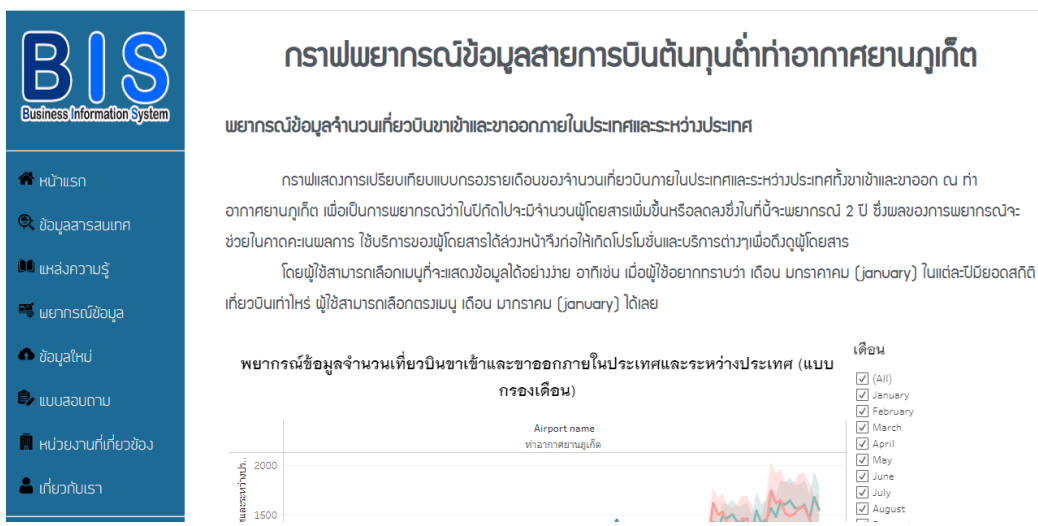 BIS
Business Information System
หน้าแรก
ข้อมูลสารสนเทศ
แหล่งความรู้
พยากรณ์ข้อมูล
ข้อมูลใหม่
แบบสอบถาม
หน่วยงานที่เกี่ยวข้อง
เกี่ยวกับเรา
กราฟพยากรณ์ข้อมูลสายการบินต้นทุนต่ำท่าอากาศยานภูเก็ต
พยากรณ์ข้อมูลจำนวนเที่ยวบินขาเข้าและขาออกภายในประเทศและระหว่างประเทศ
กราฟแสดงการเปรียบเทียบแบบกรองรายเดือนของจำนวนเที่ยวบินภายในประเทศและระหว่างประเทศทั้งขาเข้าและขาออก ณ ท่า
อากาศยานภูเก็ต เพื่อเป็นการพยากรณ์ว่าในปีถัดไปจะมีจำนวนผู้โดยสารเพิ่มขึ้นหรือลดลงซึ่งในที่นี้จะพยากรณ์ 2 ปี ซึ่งผลของการพยากรณ์จะ
ช่วยในคาดคะเนผลการ ใช้บริการของผู้โดยสารได้ล่วงหน้าจึงก่อให้เกิดโปรโมชั่นและบริการต่างๆเพื่อดึงดูผู้โดยสาร
โดยผู้ใช้สามารถเลือกเมนูที่จะแสดงข้อมูลได้อย่างง่าย อาทิเช่น เมื่อผู้ใช้อยากทราบว่า เดือน มกราคาคม (january) ในแต่ละปีมียอดสถิติ
เที่ยวบินเท่าไหร่ ผู้ใช้สามารถเลือกตรงเมนู เดือน มากราคม (january) ได้เลย
พยากรณ์ข้อมูลจำนวนเที่ยวบินขาเข้าและขาออกภายในประเทศและระหว่างประเทศ (แบบ
กรองเดือน)
Airport name
ท่าอากาศยานภูเก็ต
2000
1500
เดือน
(All)
January
February
March
April
May
June
July
August